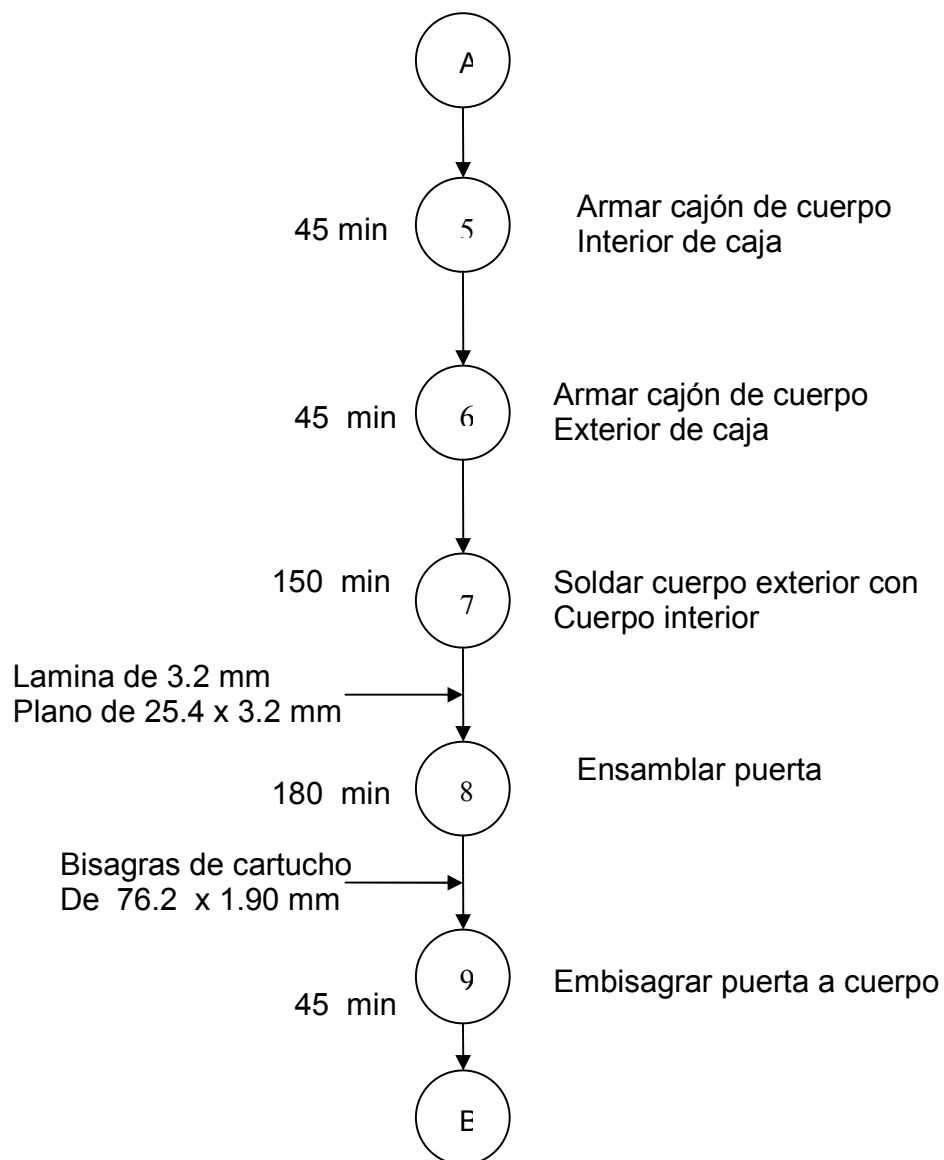 A
45 min
5
Armar cajón de cuerpo
Interior de caja
45 min
6
Armar cajón de cuerpo
Exterior de caja
150 min
7
Soldar cuerpo exterior con
Cuerpo interior
Lamina de 3.2 mm
Plano de 25.4 x 3.2 mm
180 min
8
Ensamblar puerta
Bisagras de cartucho
De 76.2 x 1.90 mm
45 min
9
Embisagrar puerta a cuerpo
B